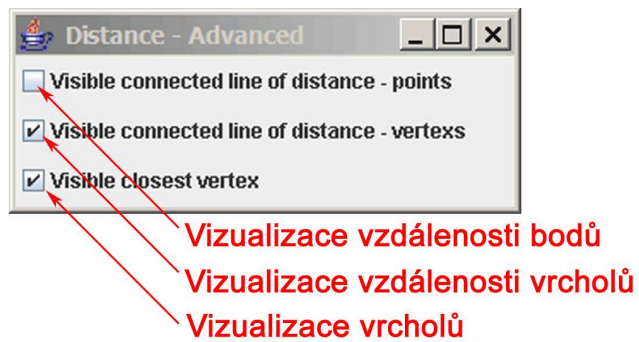 Distance - Advanced
Visible connected line of distance - points
Visible connected line of distance - vertexs
Visible closest vertex
Vizualizace vzdálenosti bodů
Vizualizace vzdálenosti vrcholů
Vizualizace vrcholů